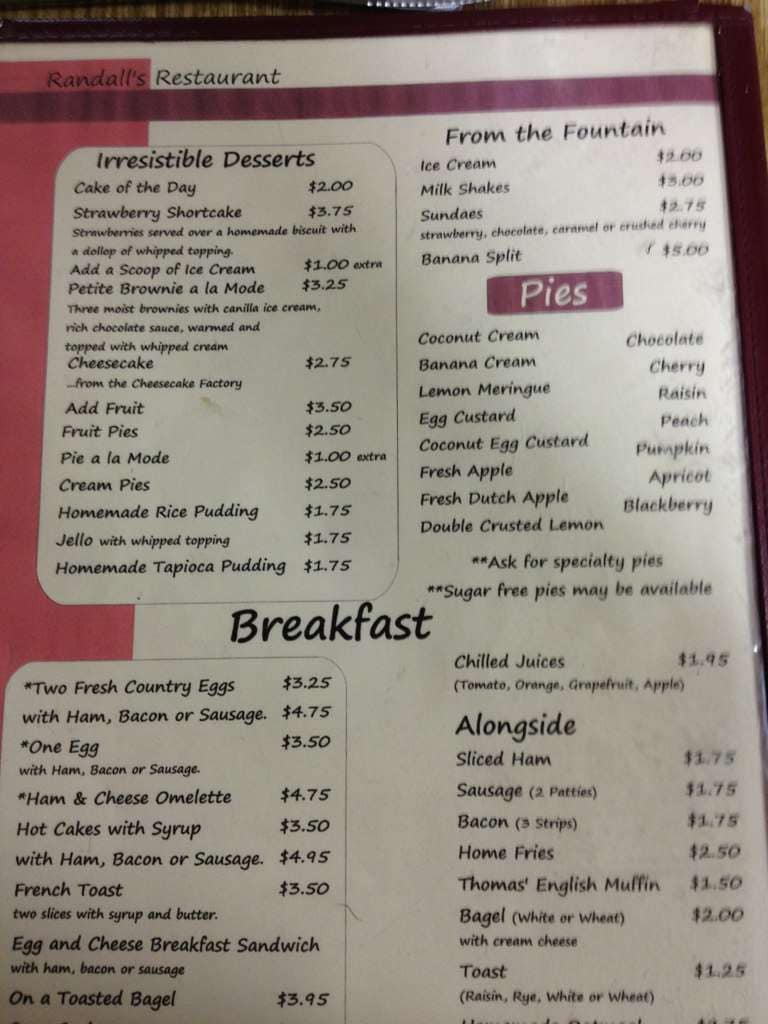 Randall's Restaurant
Irresistible Desserts
Cake of the Day $2.00
Strawberry Shortcake $3.75
Strawberries served over a homemade biscuit with
a dollop of whipped topping.
Add a Scoop of Ice Cream $1.00 extra
Petite Brownie a la Mode $3.25
Three moist brownies with canilla ice cream,
rich chocolate sauce, warmed and
topped with whipped cream
Cheesecake $2.75
...from the Cheesecake Factory
Add Fruit $3.50
Fruit Pies $2.50
Pie a la Mode $1.00 extra
Cream Pies $2.50
Homemade Rice Pudding $1.75
Jello with whipped topping $1.75
Homemade Tapioca Pudding $1.75
From the Fountain
Ice Cream $2.00
Milk Shakes $3.00
Sundaes $2.75
strawberry, chocolate, caramel or crushed cherry
Banana Split $5.00
Pies
Coconut Cream Chocolate
Banana Cream Cherry
Lemon Meringue Raisin
Egg Custard Peach
Coconut Egg Custard Pumpkin
Fresh Apple Apricot
Fresh Dutch Apple Blackberry
Double Crusted Lemon
**Ask for specialty pies
**Sugar free pies may be available
Breakfast
*Two Fresh Country Eggs $3.25
with Ham, Bacon or Sausage. $4.75
*One Egg $3.50
with Ham, Bacon or Sausage.
*Ham & Cheese Omelette $4.75
Hot Cakes with Syrup $3.50
with Ham, Bacon or Sausage. $4.95
French Toast $3.50
two slices with syrup and butter.
Egg and Cheese Breakfast Sandwich
with ham, bacon or sausage
On a Toasted Bagel $3.95
Chilled Juices $1.95
(Tomato, Orange, Grapefruit, Apple)
Alongside
Sliced Ham $1.75
Sausage (2 Patties) $1.75
Bacon (3 Strips) $1.75
Home Fries $2.50
Thomas' English Muffin $1.50
Bagel (White or Wheat) $2.00
with cream cheese
Toast $1.25
(Raisin, Rye, White or Wheat)